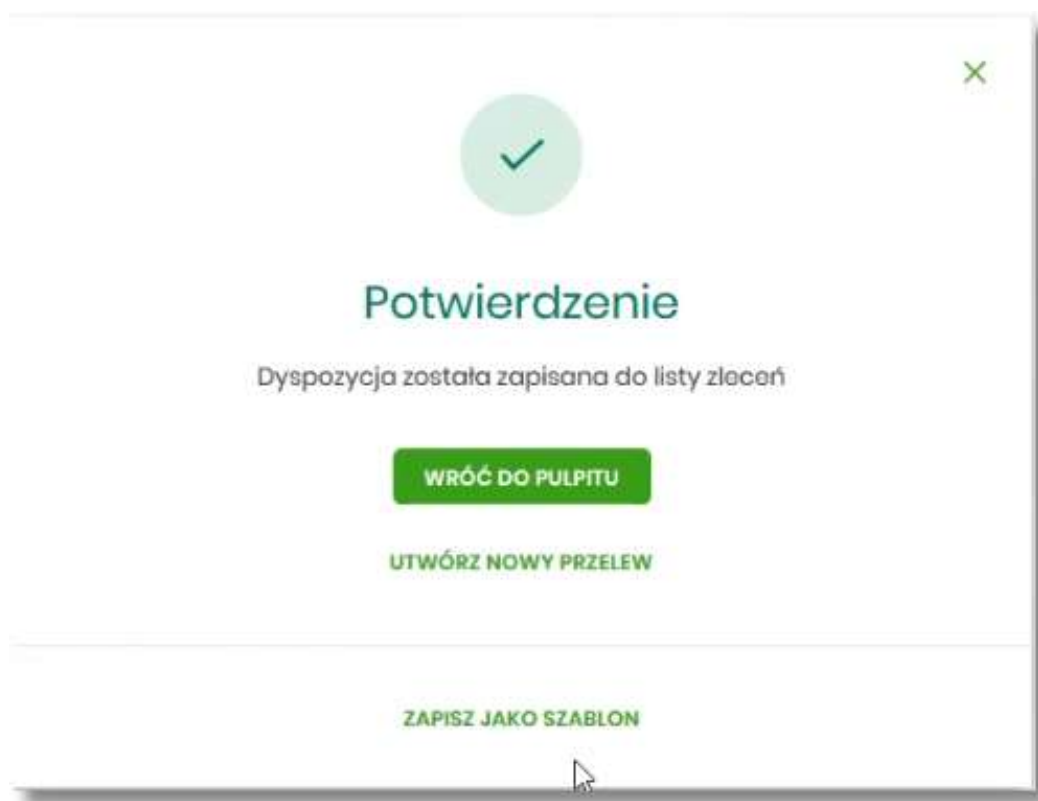 Potwierdzenie
Dyspozycja została zapisana do listy zleceń
WRÓĆ DO PULPITU
UTWÓRZ NOWY PRZELEW
ZAPISZ JAKO SZABLON